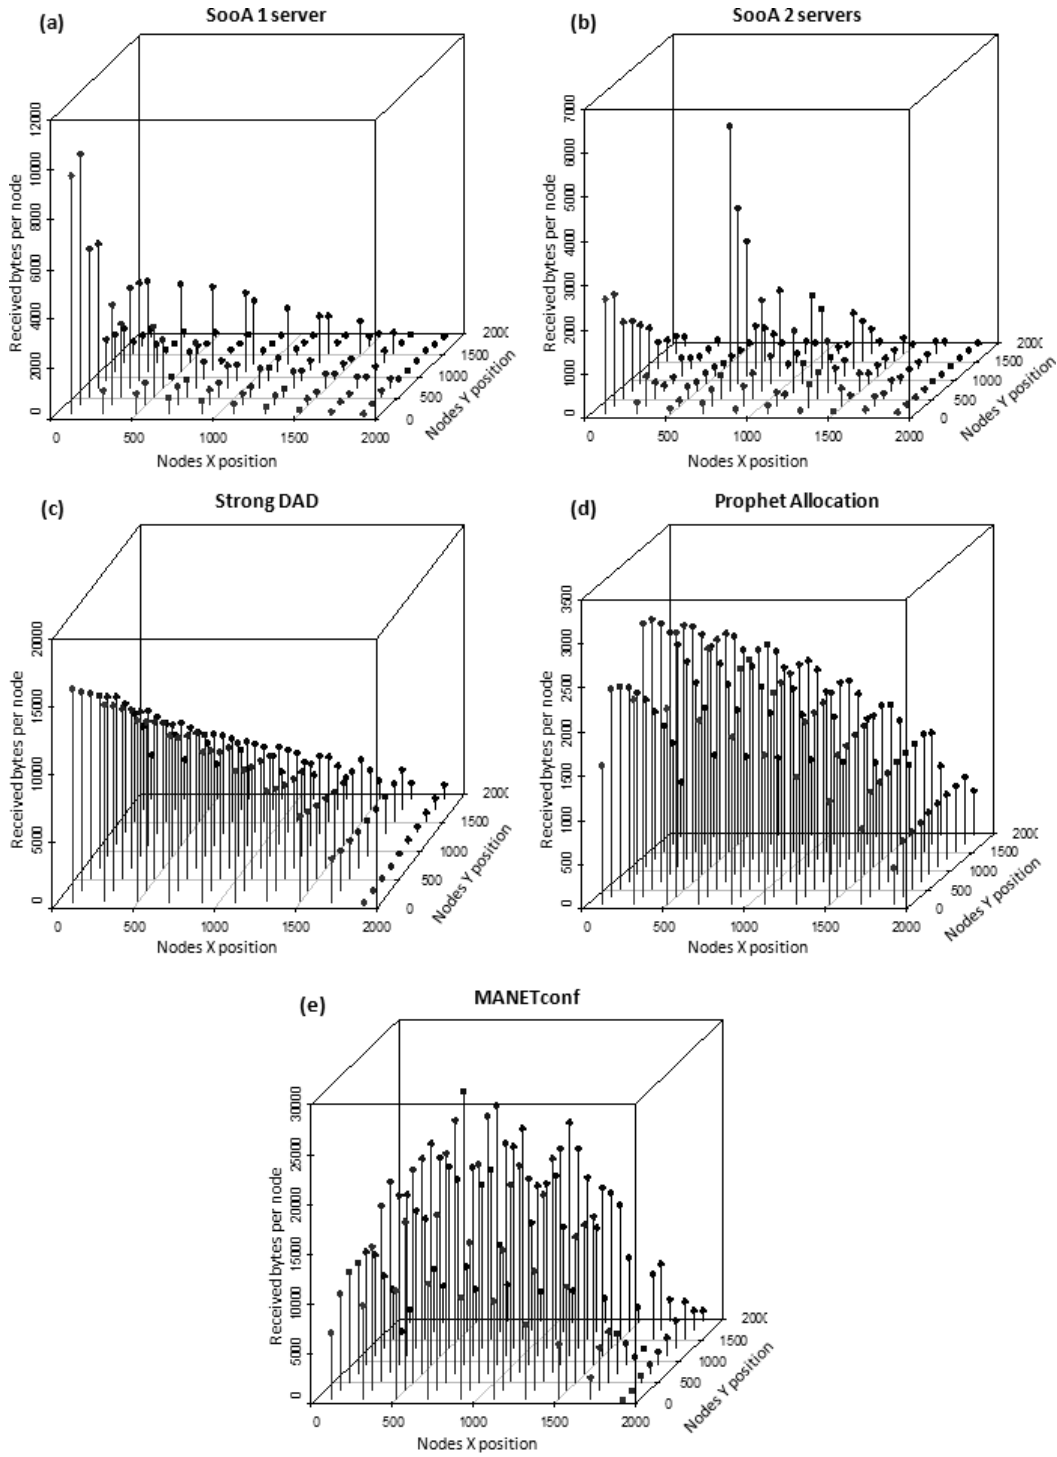 (a) SooA 1 server
Received bytes per node
0 2000 4000 6000 8000 10000 12000
0 500 1000 1500 2000
Nodes X position
0 500 1000 1500 200
Nodes Y position
(b) SooA 2 servers
Received bytes per node
0 1000 2000 3000 4000 5000 6000 7000
0 500 1000 1500 2000
Nodes X position
0 500 1000 1500 200
Nodes Y position
(c) Strong DAD
Received bytes per node
0 5000 10000 15000 20000
0 500 1000 1500 2000
Nodes X position
0 500 1000 1500 200
Nodes Y position
(d) Prophet Allocation
Received bytes per node
0 500 1000 1500 2000 2500 3000 3500
0 500 1000 1500 2000
Nodes X position
0 500 1000 1500 200
Nodes Y position
(e) MANETconf
Received bytes per node
0 5000 10000 15000 20000 25000 30000
0 500 1000 1500 2000
Nodes X position
0 500 1000 1500 200
Nodes Y position